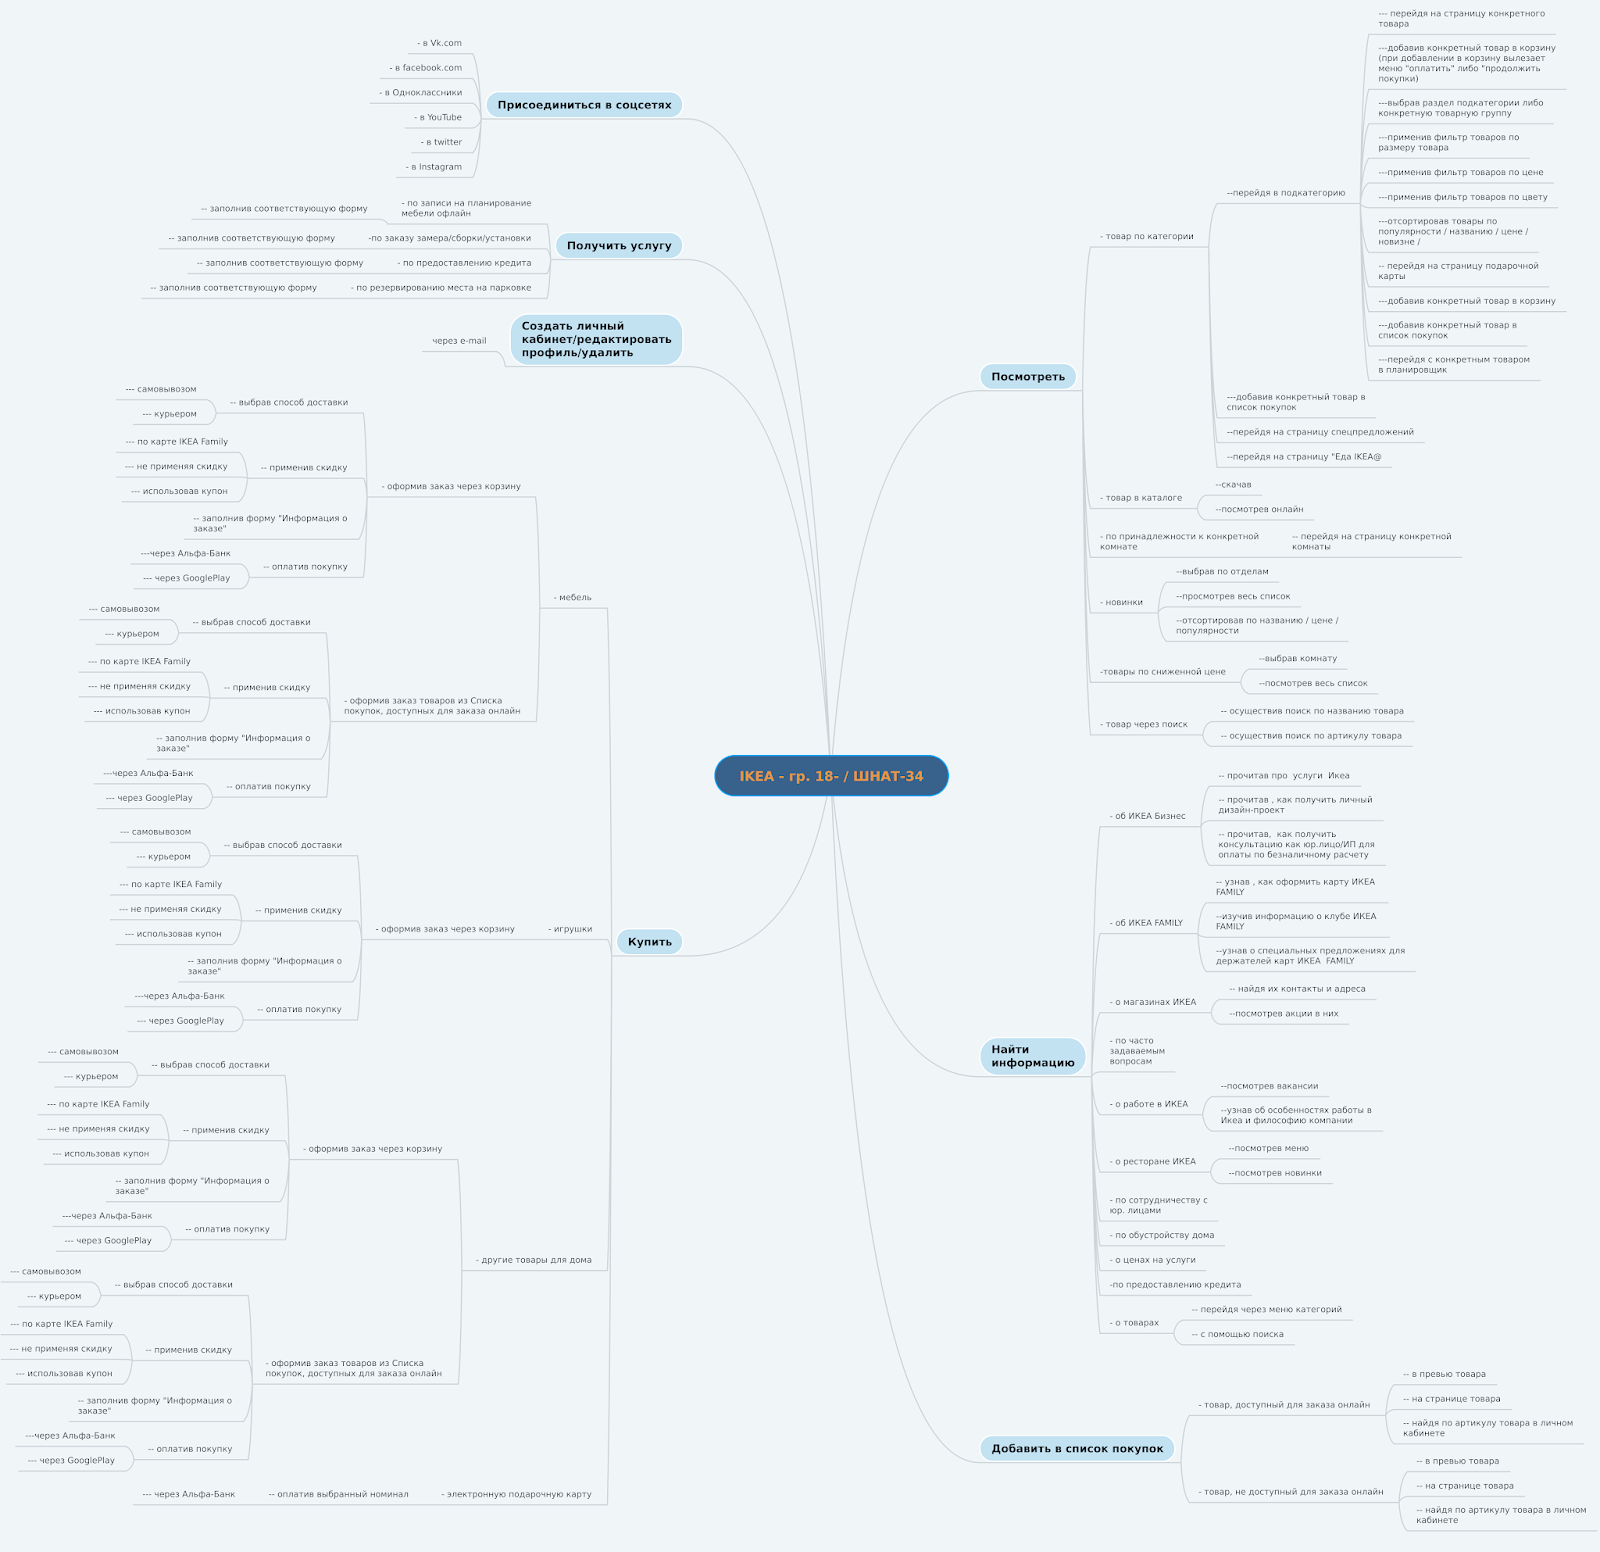 IKEA - гр. 18- / ШНАТ-34
Присоединиться в соцсетях
- в Vk.com
- в facebook.com
- в Одноклассники
- в YouTube
- в twitter
- в Instagram
Получить услугу
- по записи на планирование
мебели офлайн
-- заполнив соответствующую форму
-по заказу замера/сборки/установки
-- заполнив соответствующую форму
- по предоставлению кредита
-- заполнив соответствующую форму
- по резервированию места на парковке
-- заполнив соответствующую форму
Создать личный
кабинет/редактировать
профиль/удалить
через e-mail
Купить
- мебель
- оформив заказ через корзину
-- выбрав способ доставки
--- самовывозом
--- курьером
-- применив скидку
--- по карте IKEA Family
--- не применяя скидку
--- использовав купон
-- заполнив форму "Информация о
заказе"
-- оплатив покупку
---через Альфа-Банк
--- через GooglePlay
- оформив заказ товаров из Списка
покупок, доступных для заказа онлайн
-- выбрав способ доставки
--- самовывозом
--- курьером
-- применив скидку
--- по карте IKEA Family
--- не применяя скидку
--- использовав купон
-- заполнив форму "Информация о
заказе"
-- оплатив покупку
---через Альфа-Банк
--- через GooglePlay
- игрушки
- оформив заказ через корзину
-- выбрав способ доставки
--- самовывозом
--- курьером
-- применив скидку
--- по карте IKEA Family
--- не применяя скидку
--- использовав купон
-- заполнив форму "Информация о
заказе"
-- оплатив покупку
---через Альфа-Банк
--- через GooglePlay
- другие товары для дома
- оформив заказ через корзину
-- выбрав способ доставки
--- самовывозом
--- курьером
-- применив скидку
--- по карте IKEA Family
--- не применяя скидку
--- использовав купон
-- заполнив форму "Информация о
заказе"
-- оплатив покупку
---через Альфа-Банк
--- через GooglePlay
- оформив заказ товаров из Списка
покупок, доступных для заказа онлайн
-- выбрав способ доставки
--- самовывозом
--- курьером
-- применив скидку
--- по карте IKEA Family
--- не применяя скидку
--- использовав купон
-- заполнив форму "Информация о
заказе"
-- оплатив покупку
---через Альфа-Банк
--- через GooglePlay
- электронную подарочную карту
-- оплатив выбранный номинал
--- через Альфа-Банк
Посмотреть
- товар по категории
--перейдя в подкатегорию
--- перейдя на страницу конкретного
товара
---добавив конкретный товар в корзину
(при добавлении в корзину вылезает
меню "оплатить" либо "продолжить
покупки)
---выбрав раздел подкатегории либо
конкретную товарную группу
---применив фильтр товаров по
размеру товара
---применив фильтр товаров по цене
---применив фильтр товаров по цвету
---отсортировав товары по
популярности / названию / цене /
новизне /
-- перейдя на страницу подарочной
карты
---добавив конкретный товар в корзину
---добавив конкретный товар в
список покупок
---перейдя с конкретным товаром
в планировщик
---добавив конкретный товар в
список покупок
--перейдя на страницу спецпредложений
--перейдя на страницу "Еда IKEA@
- товар в каталоге
--скачав
--посмотрев онлайн
- по принадлежности к конкретной
комнате
-- перейдя на страницу конкретной
комнаты
- новинки
--выбрав по отделам
--просмотрев весь список
--отсортировав по названию / цене /
популярности
-товары по сниженной цене
--выбрав комнату
--посмотрев весь список
- товар через поиск
-- осуществив поиск по названию товара
-- осуществив поиск по артикулу товара
Найти
информацию
- об ИКЕА Бизнес
-- прочитав про  услуги  Икеа
-- прочитав , как получить личный
дизайн-проект
-- прочитав,  как получить
консультацию как юр.лицо/ИП для
оплаты по безналичному расчету
- об ИКЕА FAMILY
-- узнав , как оформить карту ИКЕА
FAMILY
--изучив информацию о клубе ИКЕА
FAMILY
--узнав о специальных предложениях для
держателей карт ИКЕА  FAMILY
- о магазинах ИКЕА
-- найдя их контакты и адреса
--посмотрев акции в них
- по часто
задаваемым
вопросам
- о работе в ИКЕА
--посмотрев вакансии
--узнав об особенностях работы в
Икеа и философию компании
- о ресторане ИКЕА
--посмотрев меню
--посмотрев новинки
- по сотрудничеству с
юр. лицами
- по обустройству дома
- о ценах на услуги
-по предоставлению кредита
- о товарах
-- перейдя через меню категорий
-- с помощью поиска
Добавить в список покупок
- товар, доступный для заказа онлайн
-- в превью товара
-- на странице товара
-- найдя по артикулу товара в личном
кабинете
- товар, не доступный для заказа онлайн
-- в превью товара
-- на странице товара
-- найдя по артикулу товара в личном
кабинете